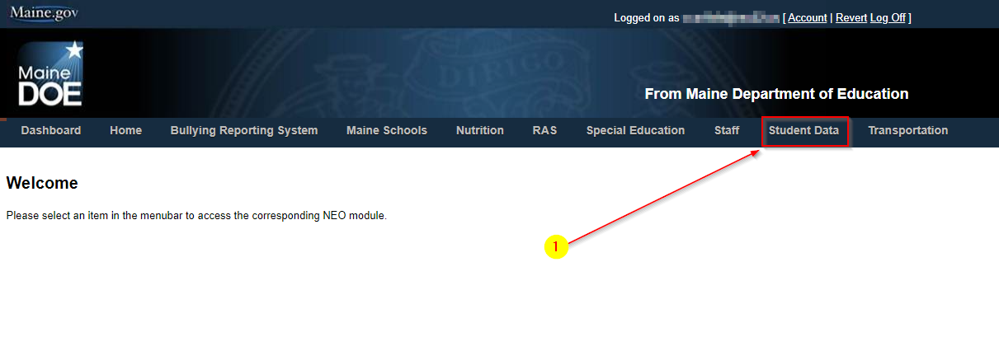 Maine.gov
Logged on as [ Account | Revert Log Off ]
DIRIGO
Maine
DOE
From Maine Department of Education
Dashboard Home Bullying Reporting System Maine Schools Nutrition RAS Special Education Staff Student Data Transportation
Welcome
Please select an item in the menubar to access the corresponding NEO module.
1